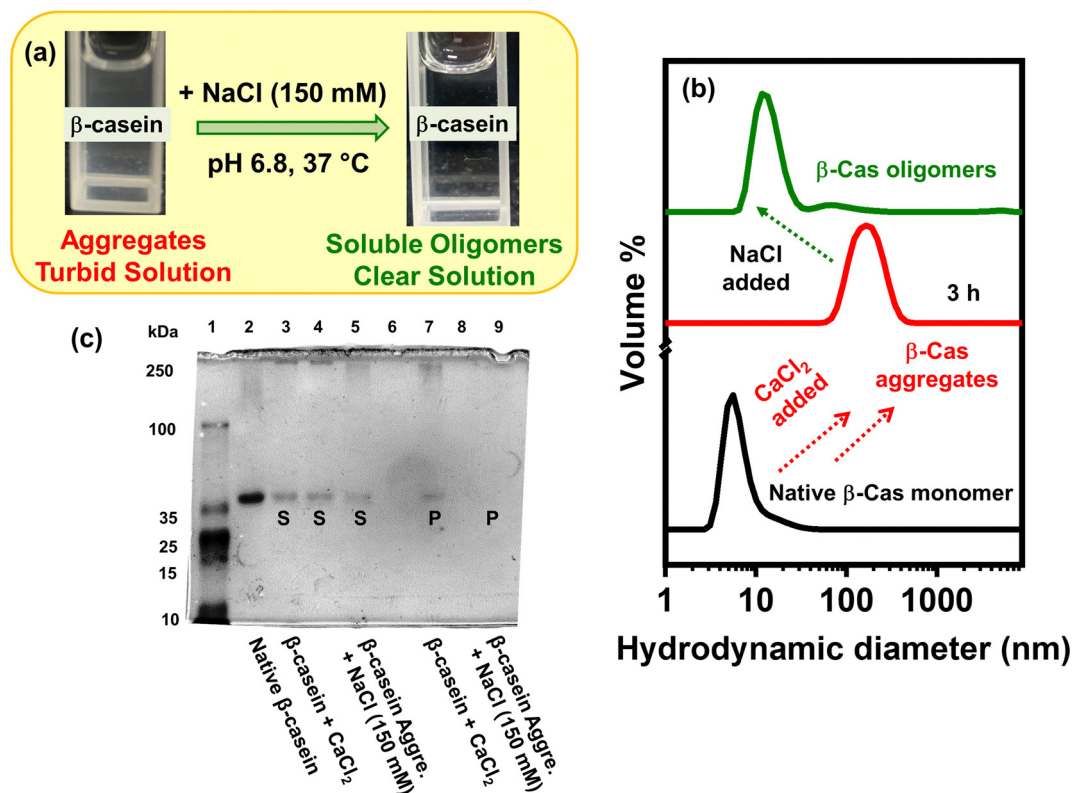 (a)
β-casein
+ NaCl (150 mM)
pH 6.8, 37 °C
β-casein
Aggregates
Turbid Solution
Soluble Oligomers
Clear Solution
(b)
β-Cas oligomers
NaCl
added
3 h
β-Cas
aggregates
CaCl₂
added
Native β-Cas monomer
Volume %
1 10 100 1000
Hydrodynamic diameter (nm)
(c)
kDa 1 2 3 4 5 6 7 8 9
250
100
35
25
15
10
S S S P P
Native β-casein
β-casein + CaCl₂
β-casein Aggre.
+ NaCl (150 mM)
β-casein + CaCl₂
β-casein Aggre.
+ NaCl (150 mM)